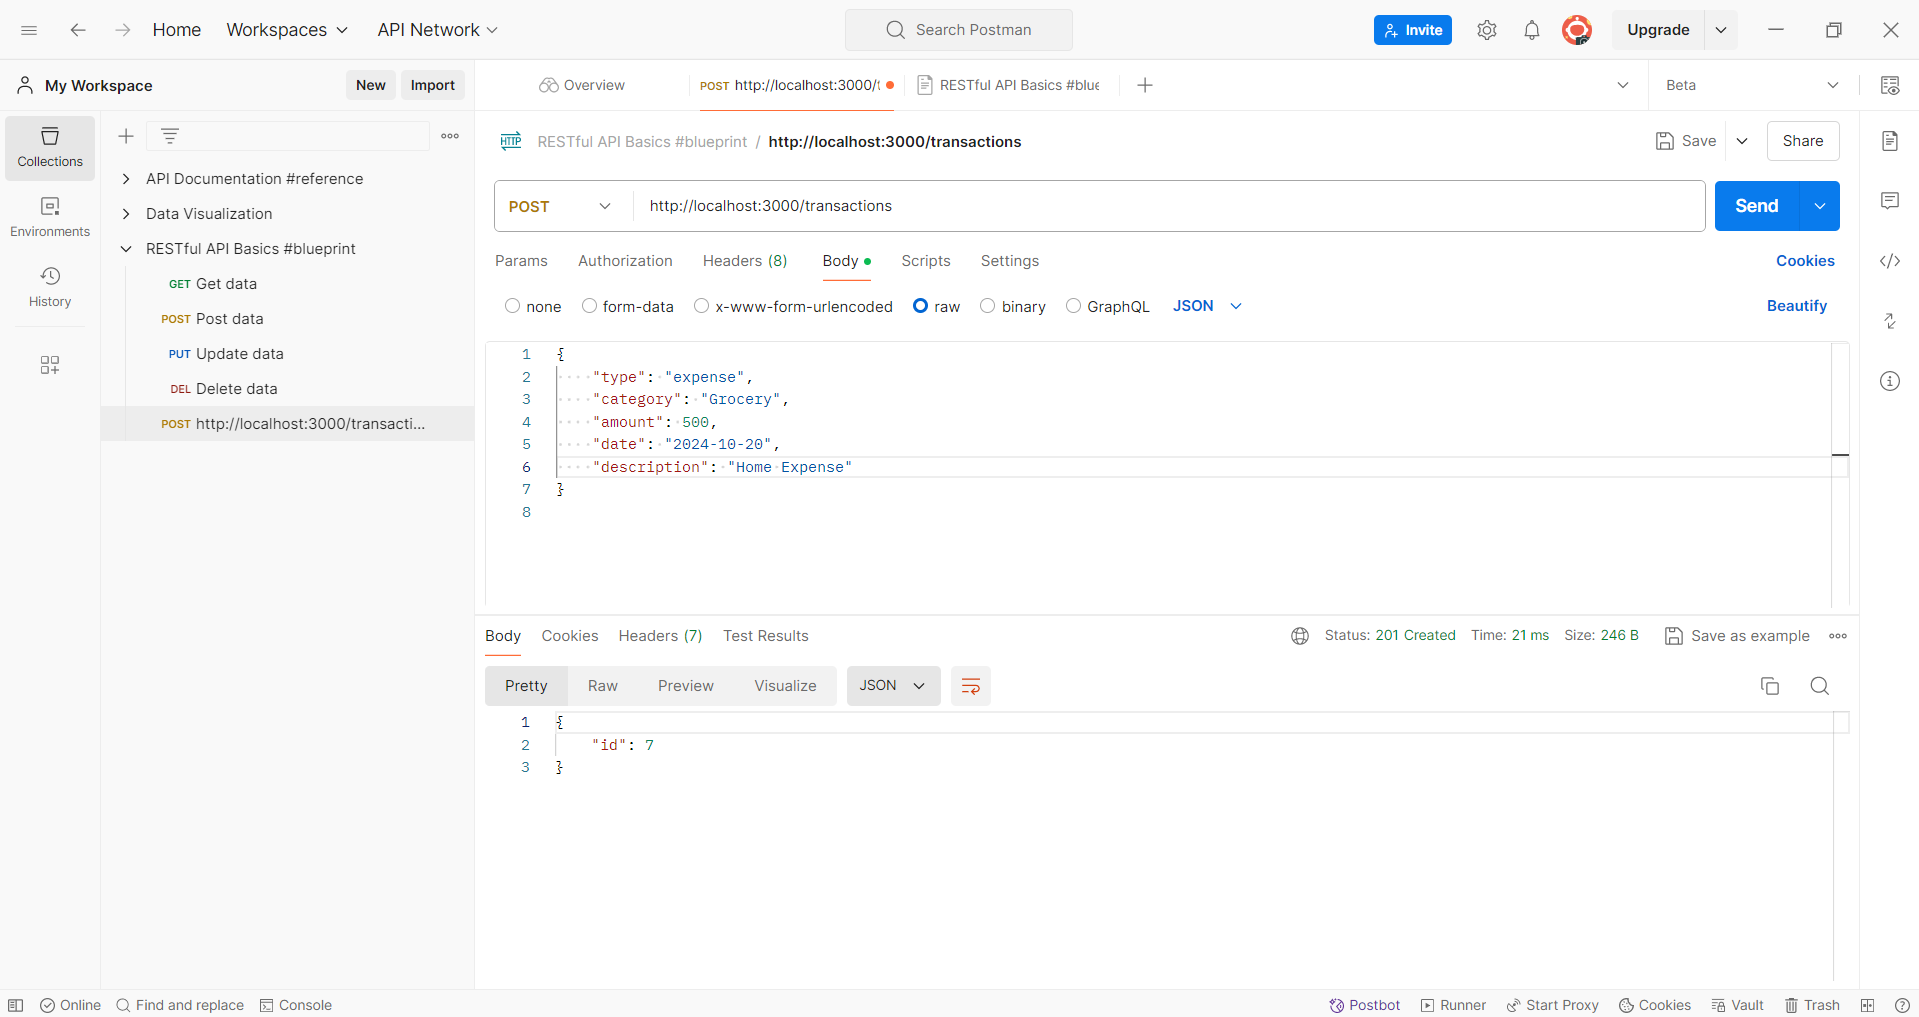 Home Workspaces API Network Search Postman Invite Upgrade
My Workspace New Import Overview POST http://localhost:3000/t RESTful API Basics #blue Beta
Collections
Environments
History
API Documentation #reference
Data Visualization
RESTful API Basics #blueprint
GET Get data
POST Post data
PUT Update data
DEL Delete data
POST http://localhost:3000/transacti...
HTTP RESTful API Basics #blueprint / http://localhost:3000/transactions Save Share
POST http://localhost:3000/transactions Send
Params Authorization Headers (8) Body Scripts Settings Cookies
none form-data x-www-form-urlencoded raw binary GraphQL JSON Beautify
1 {
2 "type": "expense",
3 "category": "Grocery",
4 "amount": 500,
5 "date": "2024-10-20",
6 "description": "Home Expense"
7 }
8
Body Cookies Headers (7) Test Results Status: 201 Created Time: 21 ms Size: 246 B Save as example
Pretty Raw Preview Visualize JSON
1 {
2 "id": 7
3 }
Online Find and replace Console Postbot Runner Start Proxy Cookies Vault Trash